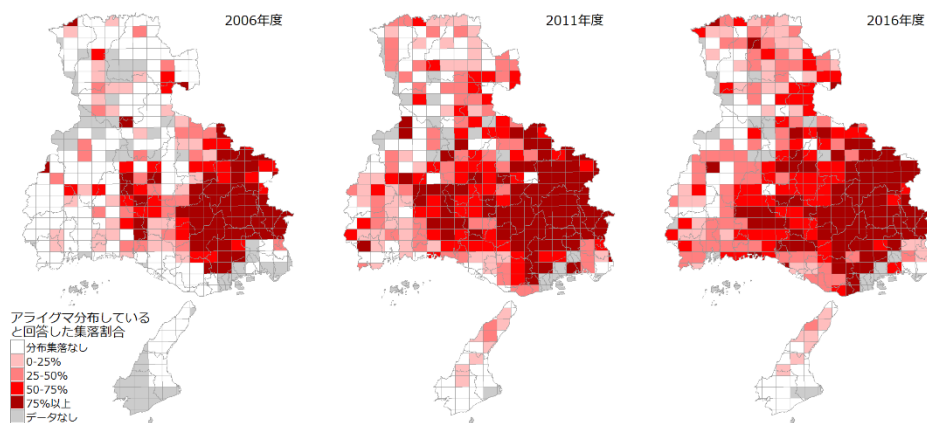 2006年度
2011年度
2016年度
アライグマ分布している
と回答した集落割合
分布集落なし
0-25%
25-50%
50-75%
75%以上
データなし